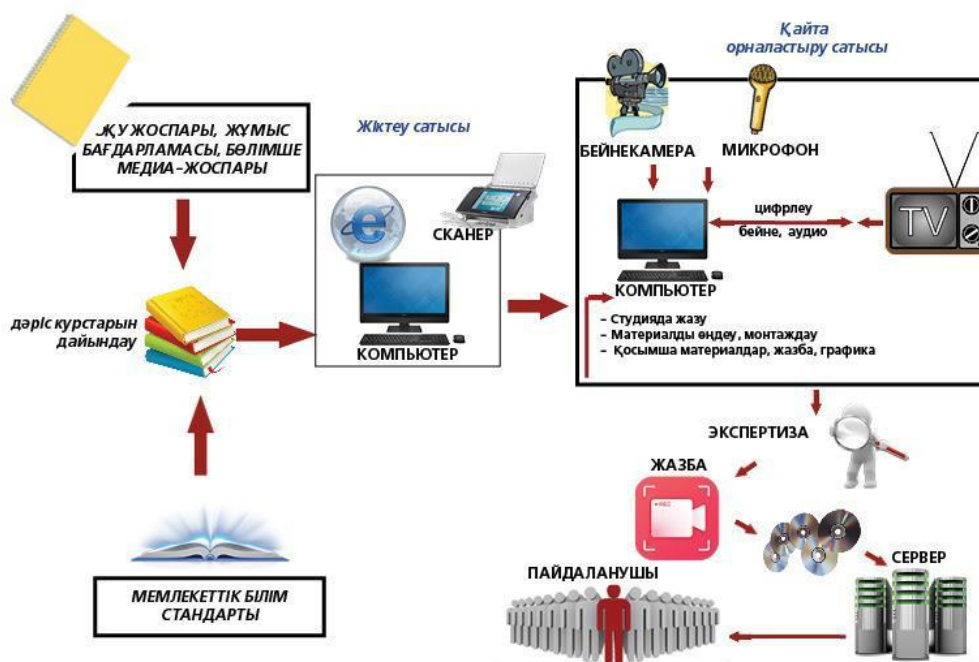 Қайта
орналастыру сатысы
ЖҚУ ЖОСПАРЫ, ЖҰМЫС
БАҒДАРЛАМАСЫ, БӨЛІМШЕ
МЕДИА-ЖОСПАРЫ
Жіктеу сатысы
e
СКАНЕР
КОМПЬЮТЕР
дәріс курстарын
дайындау
БЕЙНЕКАМЕРА
МИКРОФОН
цифрлеу
бейне, аудио
TV
КОМПЬЮТЕР
– Студияда жазу
– Материалды өңдеу, монтаждау
– Қосымша материалдар, жазба, графика
ЭКСПЕРТИЗА
ЖАЗБА
REC
СЕРВЕР
ПАЙДАЛАНУШЫ
МЕМЛЕКЕТТІК БІЛІМ
СТАНДАРТЫ